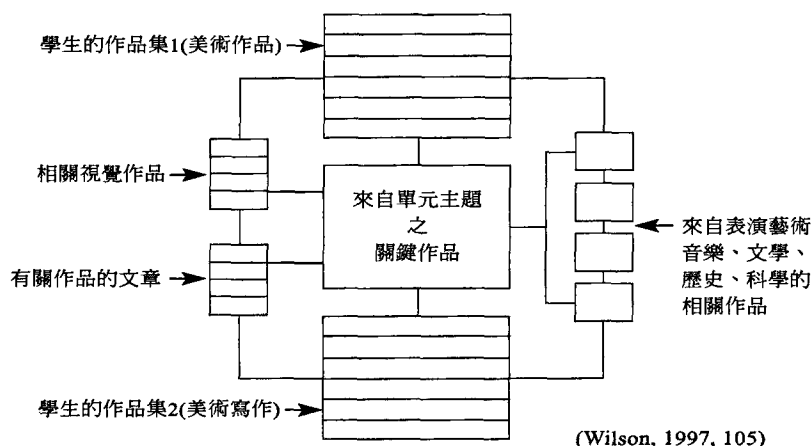 學生的作品集1(美術作品)
相關視覺作品
來自單元主題
之
關鍵作品
有關作品的文章
來自表演藝術
音樂、文學、
歷史、科學的
相關作品
學生的作品集2(美術寫作)
(Wilson, 1997, 105)